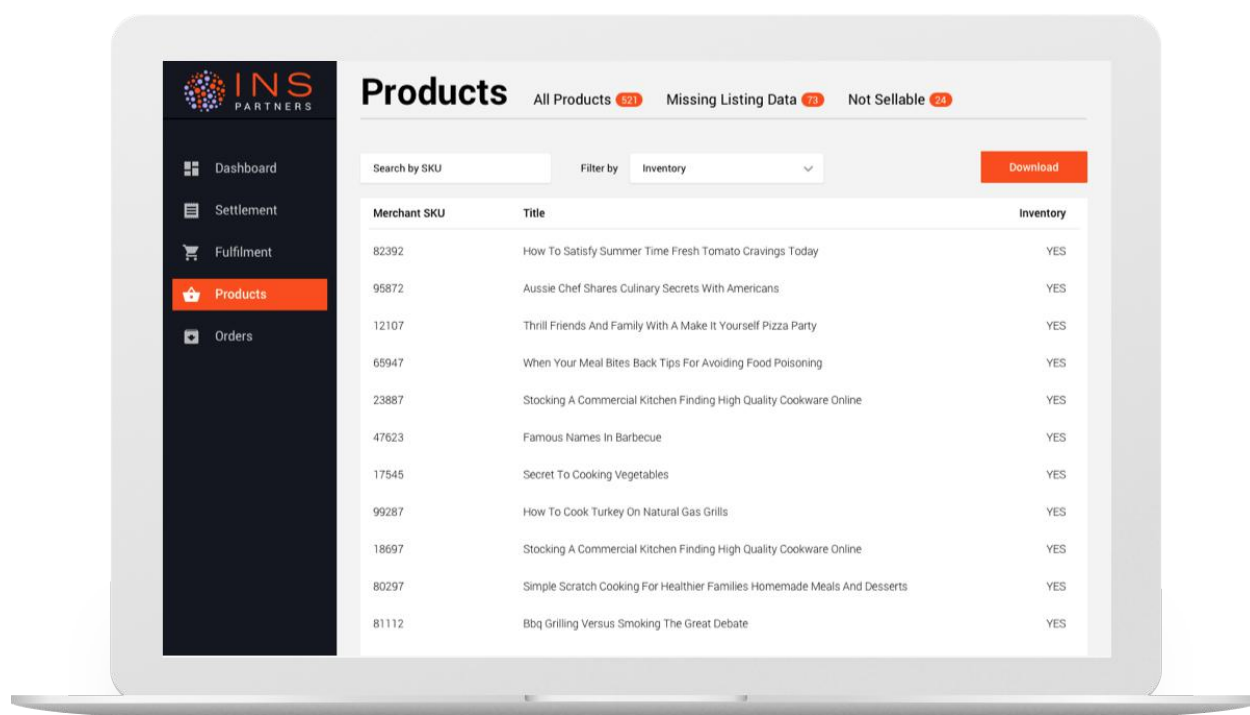 INS
PARTNERS
Dashboard
Settlement
Fulfilment
Products
Orders
Products All Products 521 Missing Listing Data 73 Not Sellable 24
Search by SKU Filter by Inventory Download
Merchant SKU Title Inventory
82392 How To Satisfy Summer Time Fresh Tomato Cravings Today YES
95872 Aussie Chef Shares Culinary Secrets With Americans YES
12107 Thrill Friends And Family With A Make It Yourself Pizza Party YES
65947 When Your Meal Bites Back Tips For Avoiding Food Poisoning YES
23887 Stocking A Commercial Kitchen Finding High Quality Cookware Online YES
47623 Famous Names In Barbecue YES
17545 Secret To Cooking Vegetables YES
99287 How To Cook Turkey On Natural Gas Grills YES
18697 Stocking A Commercial Kitchen Finding High Quality Cookware Online YES
80297 Simple Scratch Cooking For Healthier Families Homemade Meals And Desserts YES
81112 Bbq Grilling Versus Smoking The Great Debate YES